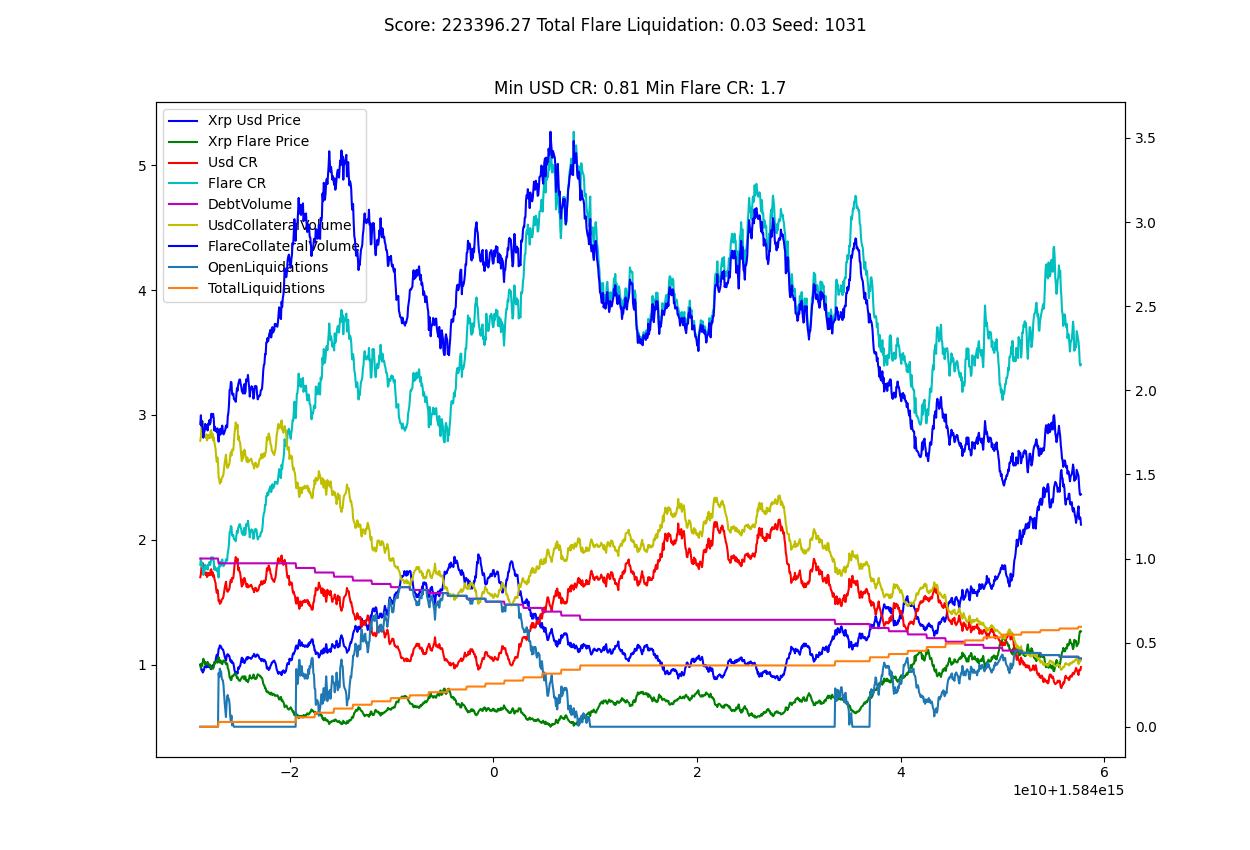 Score: 223396.27 Total Flare Liquidation: 0.03 Seed: 1031
Min USD CR: 0.81 Min Flare CR: 1.7
Xrp Usd Price
Xrp Flare Price
Usd CR
Flare CR
DebtVolume
UsdCollateralVolume
FlareCollateralVolume
OpenLiquidations
TotalLiquidations
5
4
3
2
1
3.5
3.0
2.5
2.0
1.5
1.0
0.5
0.0
−2
0
2
4
6
1e10+1.584e15